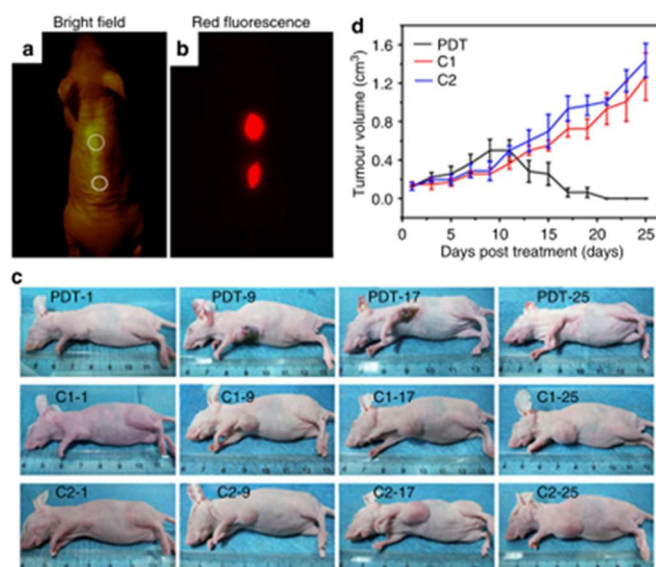 Bright field
Red fluorescence
a
b
d
PDT
C1
C2
Tumour volume (cm³)
1.6
1.2
0.8
0.4
0.0
0 5 10 15 20 25
Days post treatment (days)
c
PDT-1
PDT-9
PDT-17
PDT-25
C1-1
C1-9
C1-17
C1-25
C2-1
C2-9
C2-17
C2-25